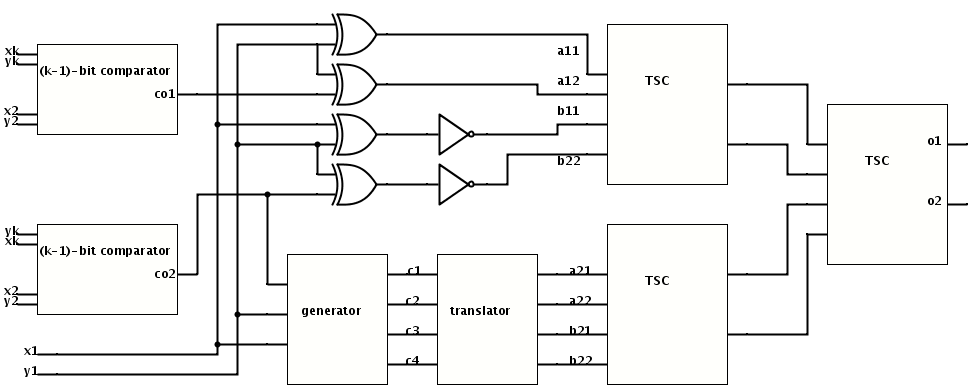 xk
yk
(k-1)-bit comparator
co1
x2
y2
a11
a12
b11
b22
TSC
TSC
o1
o2
yk
xk
(k-1)-bit comparator
co2
x2
y2
generator
c1
c2
c3
c4
translator
a21
a22
b21
b22
TSC
x1
y1